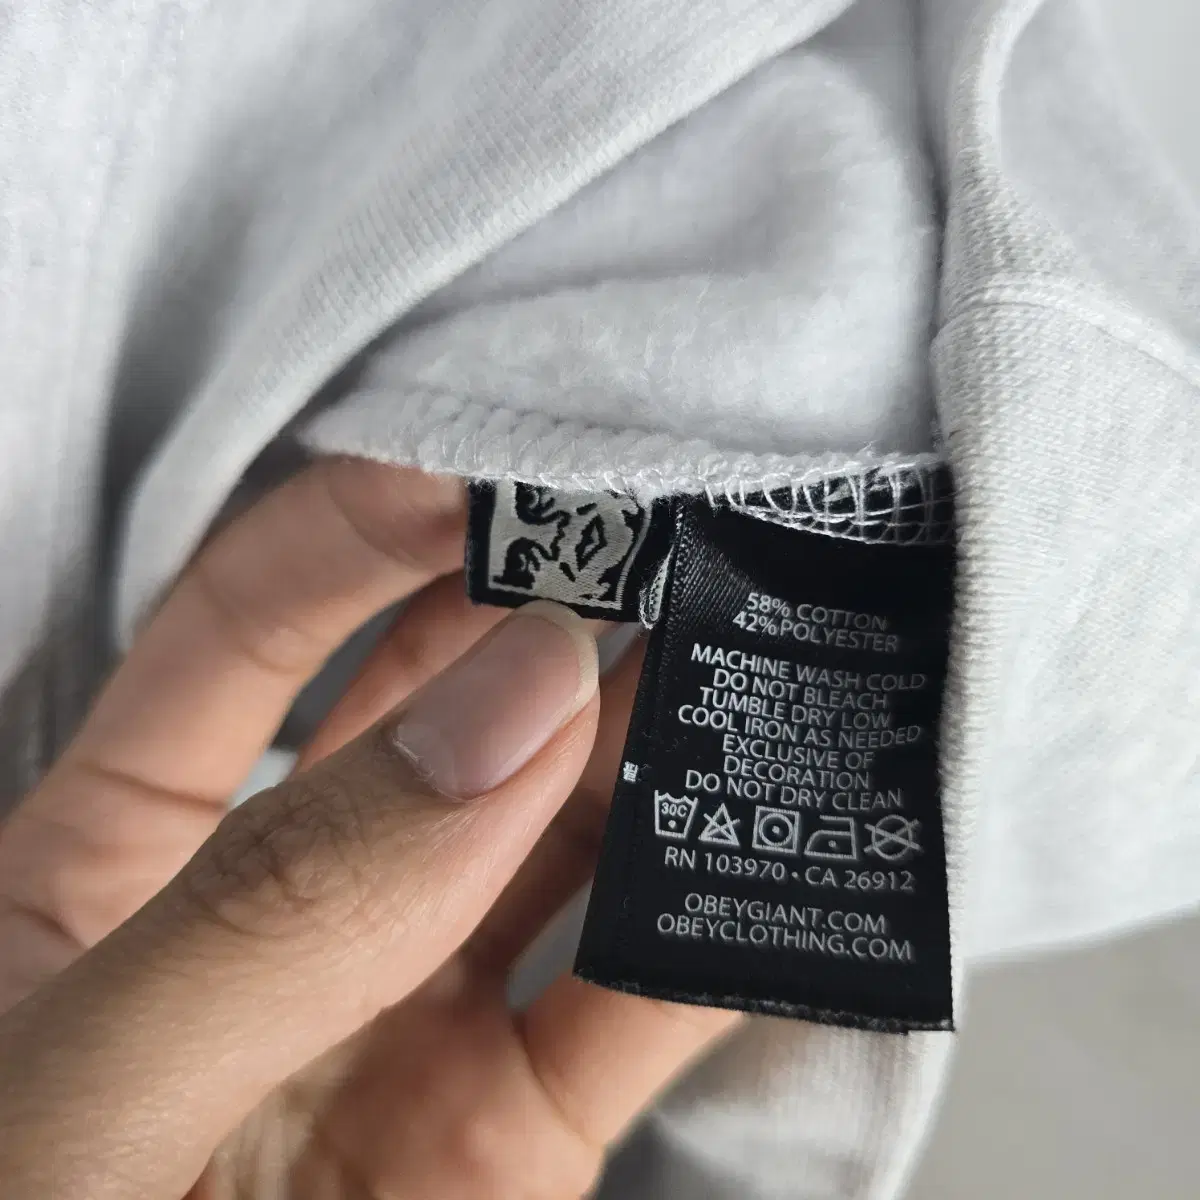 58% COTTON
42% POLYESTER
MACHINE WASH COLD
DO NOT BLEACH
TUMBLE DRY LOW
COOL IRON AS NEEDED
EXCLUSIVE OF
DECORATION
DO NOT DRY CLEAN
30C
RN 103970 • CA 26912
OBEYGIANT.COM
OBEYCLOTHING.COM